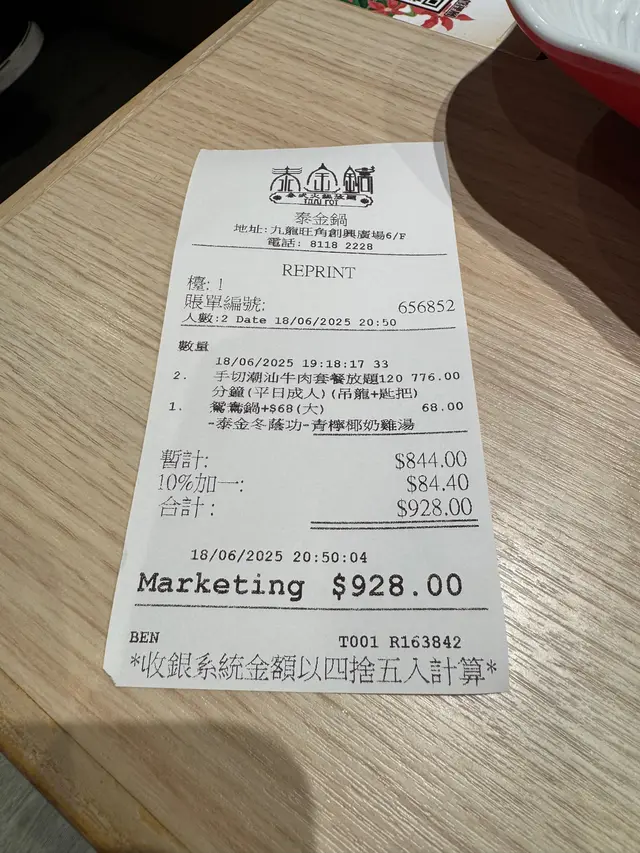 泰金鍋
泰金鍋
地址:九龍旺角創興廣場6/F
電話: 8118 2228
REPRINT
檯: 1
賬單編號: 656852
人數:2 Date 18/06/2025 20:50
數量
18/06/2025 19:18:17 33
2. 手切潮汕牛肉套餐放題120 776.00
分鐘(平日成人)(吊龍+匙把)
1. 鴛鴦鍋+$68(大) 68.00
-泰金冬蔭功-青檸椰奶雞湯
暫計: $844.00
10%加一: $84.40
合計: $928.00
18/06/2025 20:50:04
Marketing $928.00
BEN T001 R163842
*收銀系統金額以四捨五入計算*